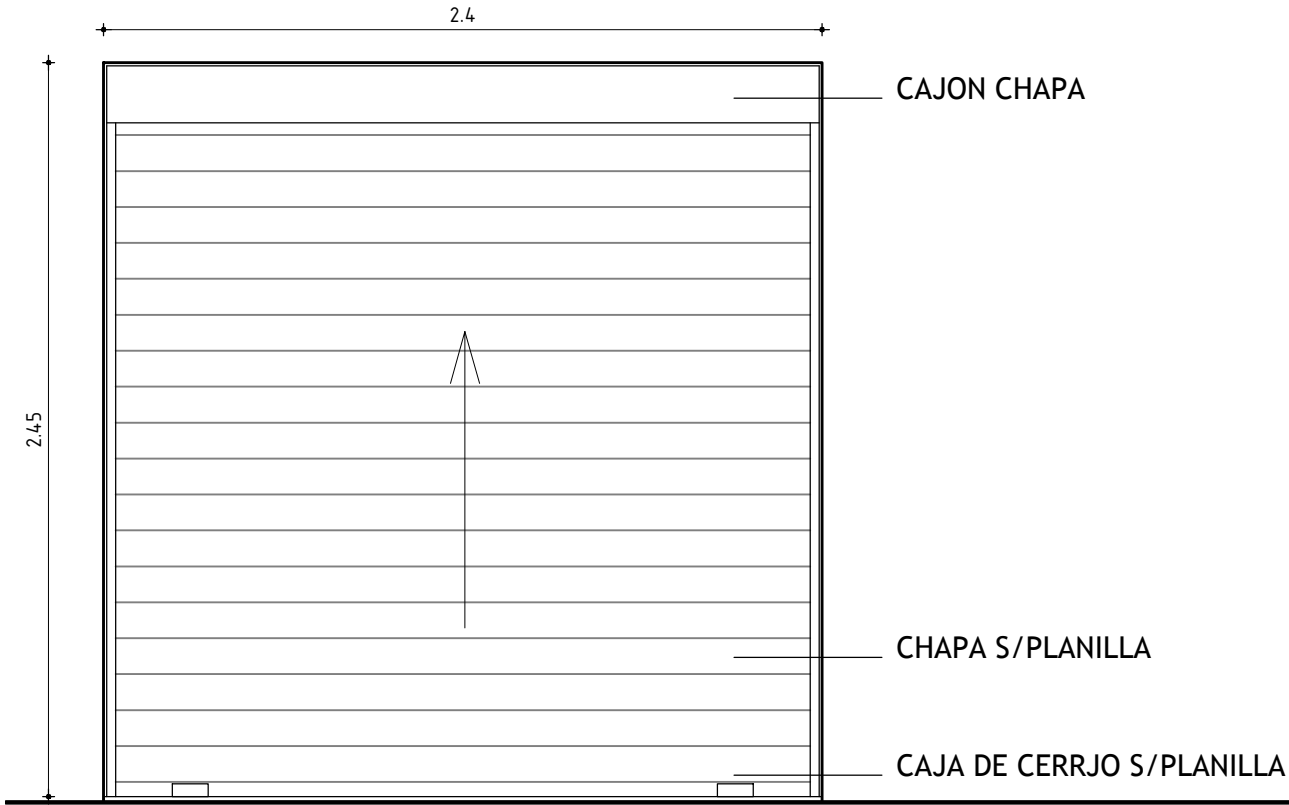 2.4
CAJON CHAPA
2.45
CHAPA S/PLANILLA
CAJA DE CERRJO S/PLANILLA